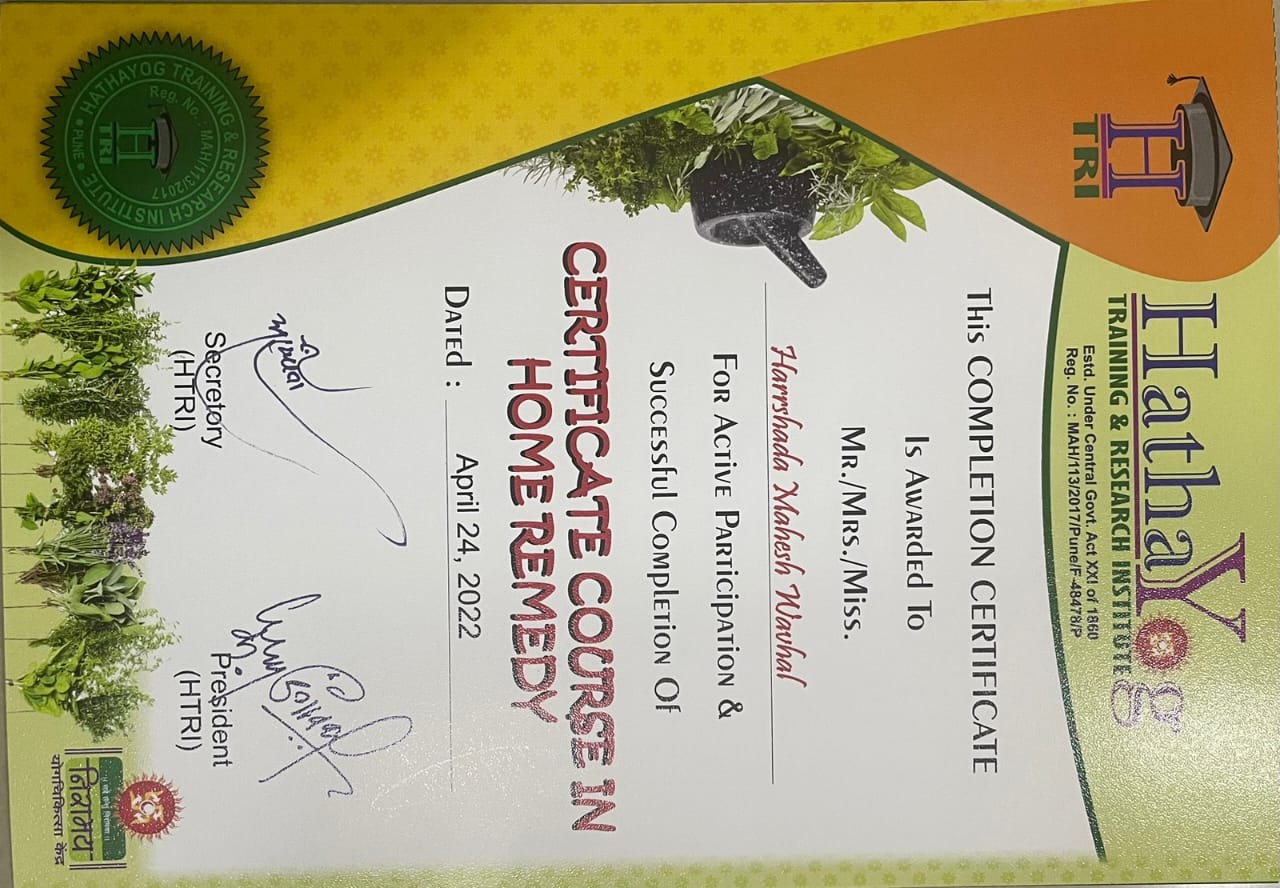 H
TRI
HathaYog
TRAINING & RESEARCH INSTITUTE
Estd. Under Central Govt. Act XXI of 1860
Reg. No. : MAH/113/2017/Pune/F-48478/P
This COMPLETION CERTIFICATE
Is Awarded To
Mr./Mrs./Miss.
Harrshada Mahesh Wavhal
For Active Participation &
Successful Completion Of
CERTIFICATE COURSE IN
HOME REMEDY
Dated : April 24, 2022
Secretory
(HTRI)
President
(HTRI)
HATHAYOG TRAINING & RESEARCH INSTITUTE
Reg. No.: MAH/113/2017
H
TRI
• PUNE •
निरामय
योगचिकित्सा केंद्र